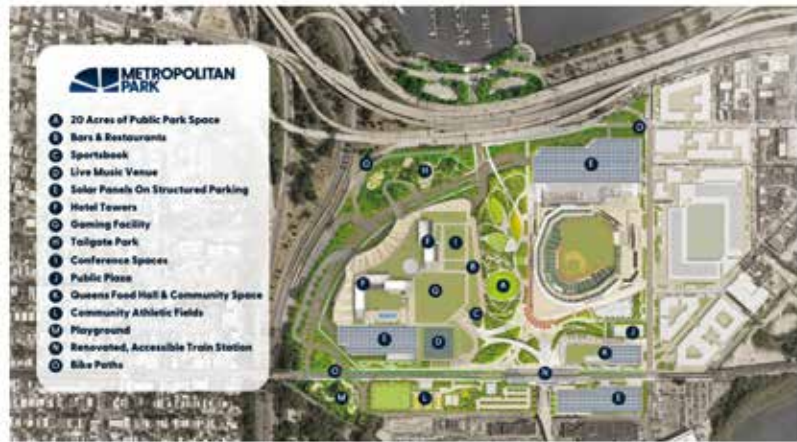 METROPOLITAN
PARK
A 20 Acres of Public Park Space
B Bars & Restaurants
C Sportsbook
D Live Music Venue
E Solar Panels On Structured Parking
F Hotel Towers
G Gaming Facility
H Tailgate Park
I Conference Spaces
J Public Plaza
K Queens Food Hall & Community Space
L Community Athletic Fields
M Playground
N Renovated, Accessible Train Station
O Bike Paths
O
O
H
E
F
I
B
F
G
A
C
E
D
J
K
O
N
M
L
E